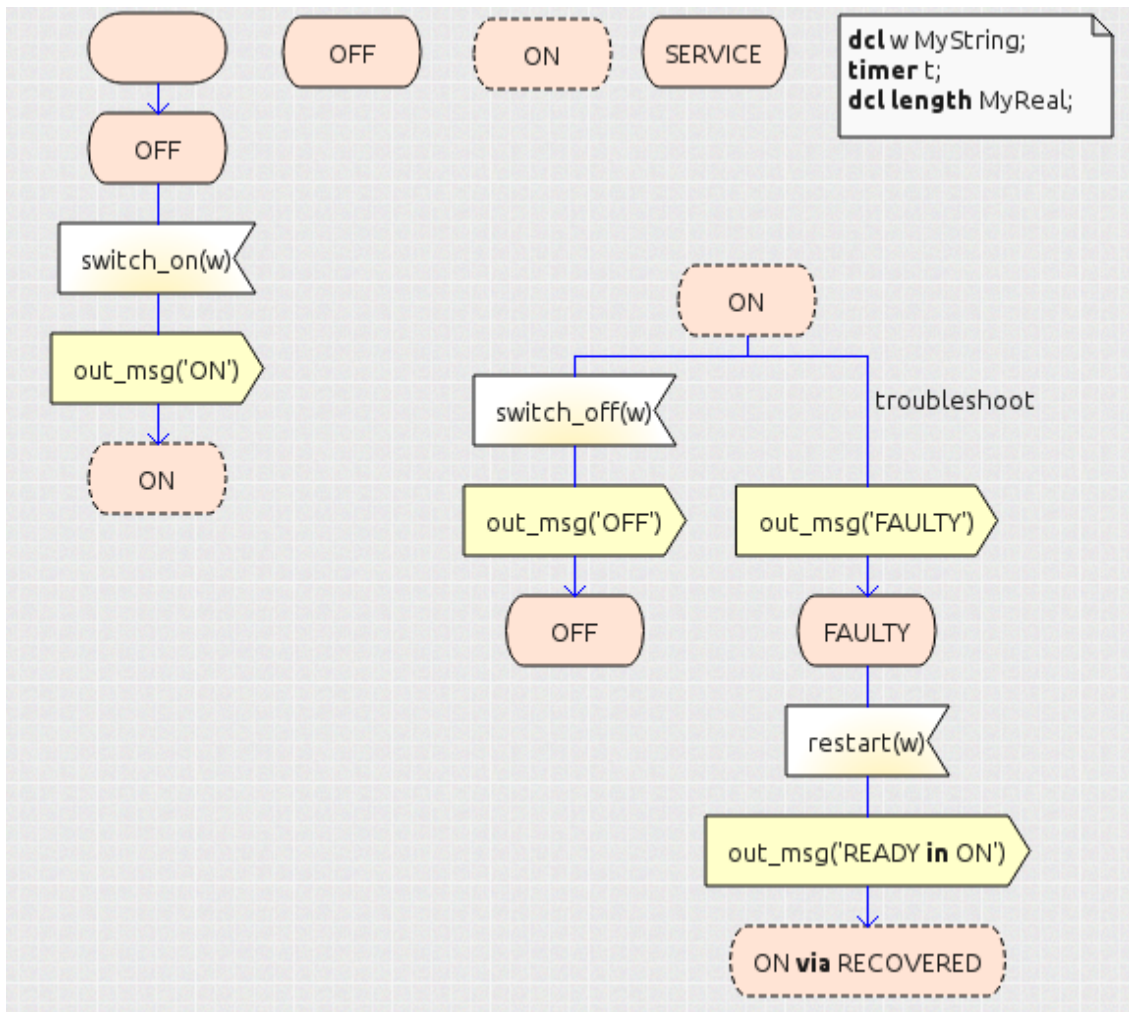 OFF
ON
SERVICE
dcl w MyString;
timer t;
dcl length MyReal;
OFF
switch_on(w)
out_msg('ON')
ON
ON
switch_off(w)
troubleshoot
out_msg('OFF')
out_msg('FAULTY')
OFF
FAULTY
restart(w)
out_msg('READY in ON')
ON via RECOVERED